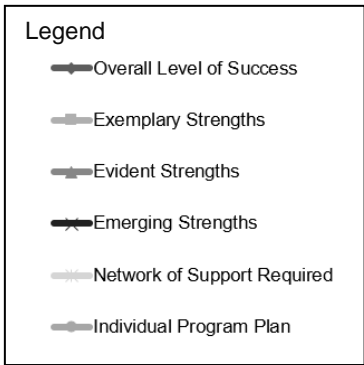 Legend
Overall Level of Success
Exemplary Strengths
Evident Strengths
Emerging Strengths
Network of Support Required
Individual Program Plan